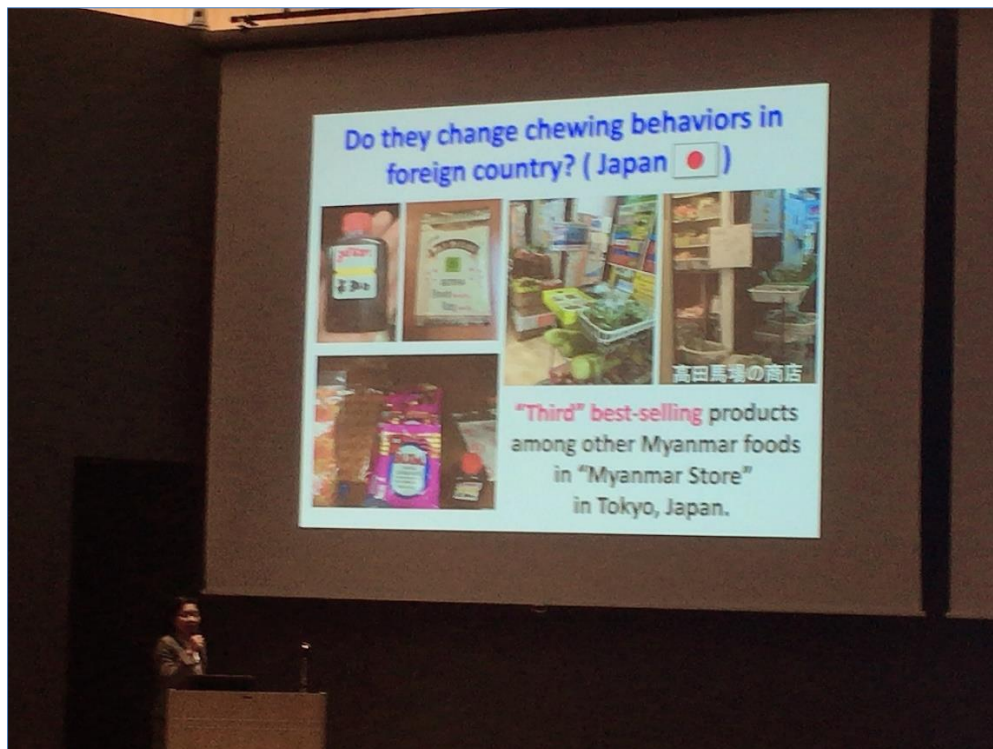 Do they change chewing behaviors in
foreign country? ( Japan )
高田馬場の商店
"Third" best-selling products
among other Myanmar foods
in "Myanmar Store"
in Tokyo, Japan.